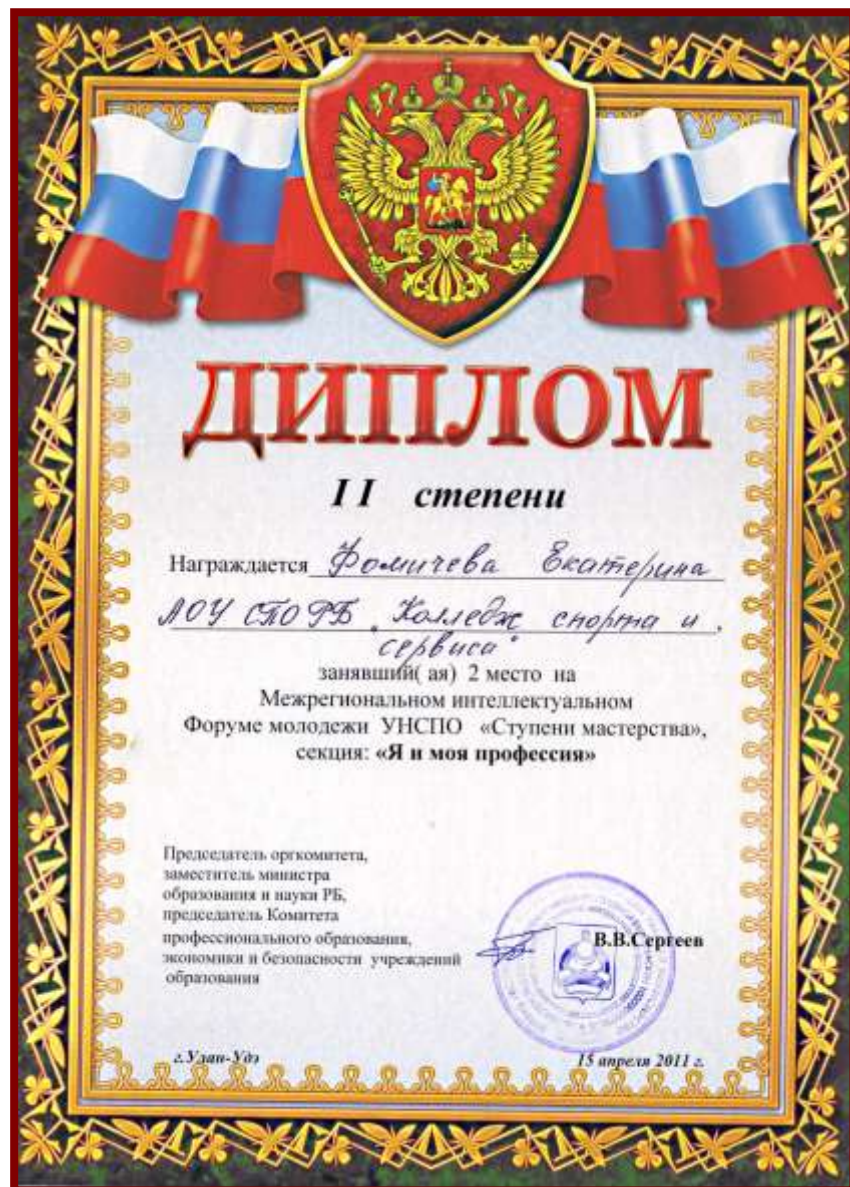 ДИПЛОМ
II степени
Награждается Фомичева Екатерина
ЛОУ СПО РБ "Колледж спорта и
сервиса"
занявший( ая) 2 место на
Межрегиональном интеллектуальном
Форуме молодежи УНСПО «Ступени мастерства»,
секция: «Я и моя профессия»
Председатель оргкомитета,
заместитель министра
образования и науки РБ,
председатель Комитета
профессионального образования,
экономики и безопасности учреждений
образования
В.В.Сергеев
г.Улан-Удэ
15 апреля 2011 г.